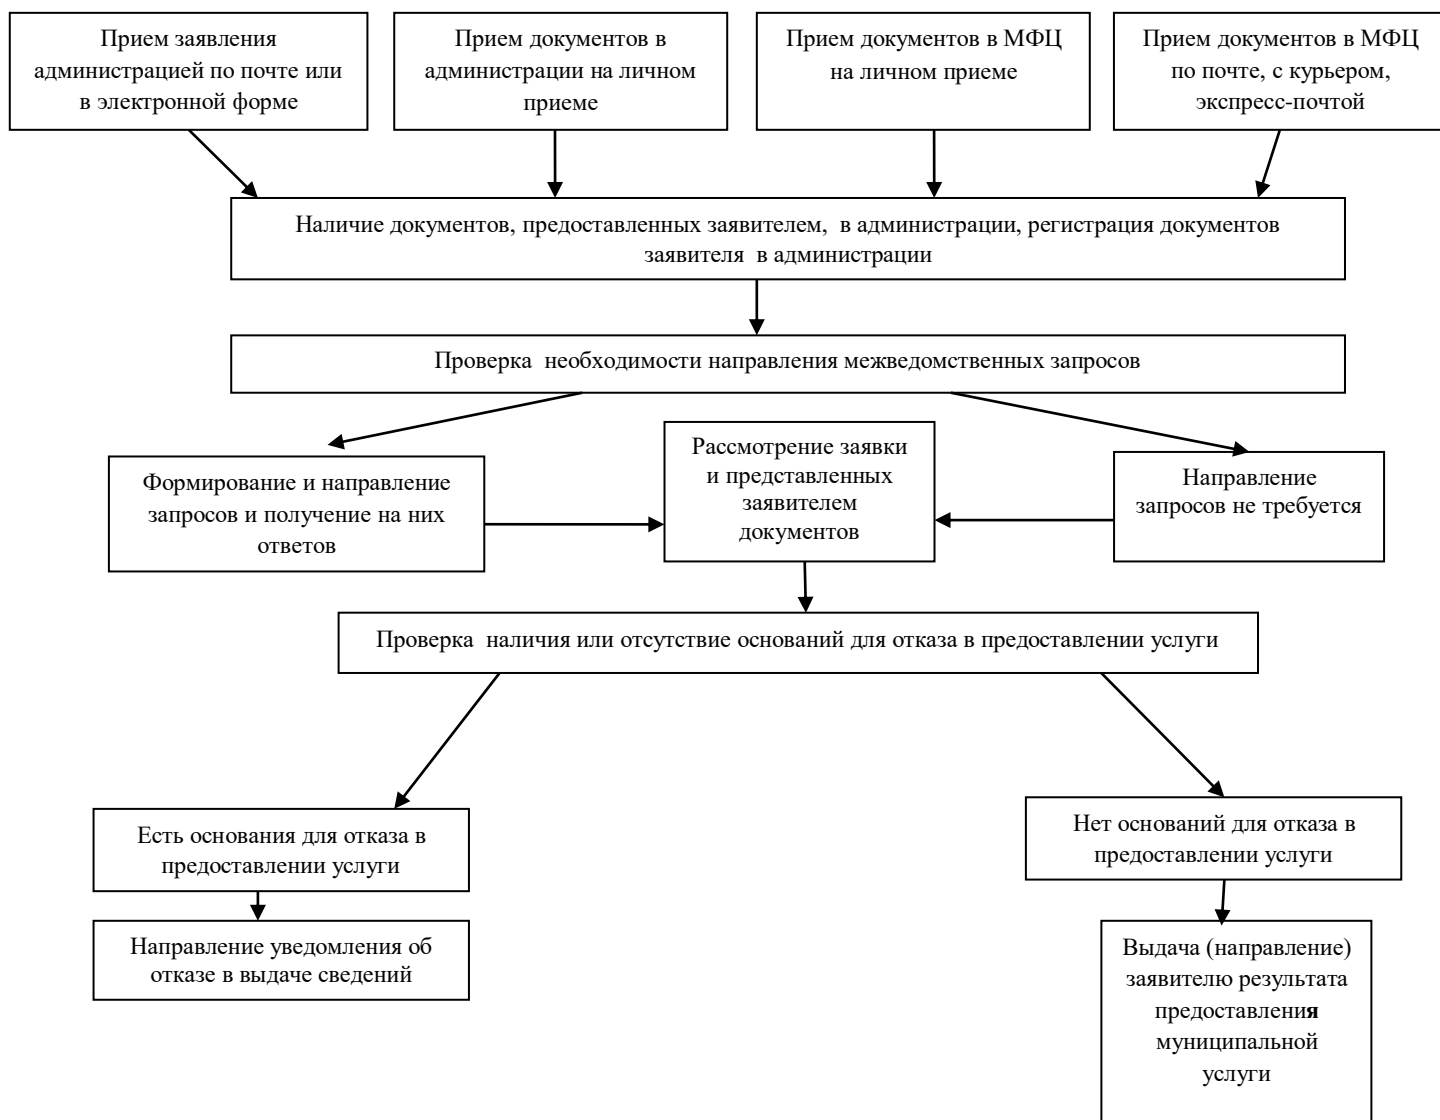 Прием заявления
администрацией по почте или
в электронной форме
Прием документов в
администрации на личном
приеме
Прием документов в МФЦ
на личном приеме
Прием документов в МФЦ
по почте, с курьером,
экспресс-почтой
Наличие документов, предоставленных заявителем,  в администрации, регистрация документов
заявителя  в администрации
Проверка  необходимости направления межведомственных запросов
Формирование и направление
запросов и получение на них
ответов
Рассмотрение заявки
и представленных
заявителем
документов
Направление
запросов не требуется
Проверка  наличия или отсутствие оснований для отказа в предоставлении услуги
Есть основания для отказа в
предоставлении услуги
Нет оснований для отказа в
предоставлении услуги
Направление уведомления об
отказе в выдаче сведений
Выдача (направление)
заявителю результата
предоставления
муниципальной
услуги